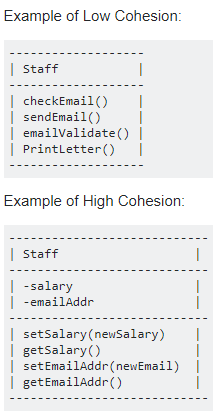 Example of Low Cohesion:
-------------------
| Staff           |
-------------------
| checkEmail()    |
| sendEmail()     |
| emailValidate() |
| PrintLetter()   |
-------------------
Example of High Cohesion:
----------------------------
| Staff                   |
----------------------------
| -salary                 |
| -emailAddr              |
----------------------------
| setSalary(newSalary)    |
| getSalary()             |
| setEmailAddr(newEmail)  |
| getEmailAddr()          |
----------------------------